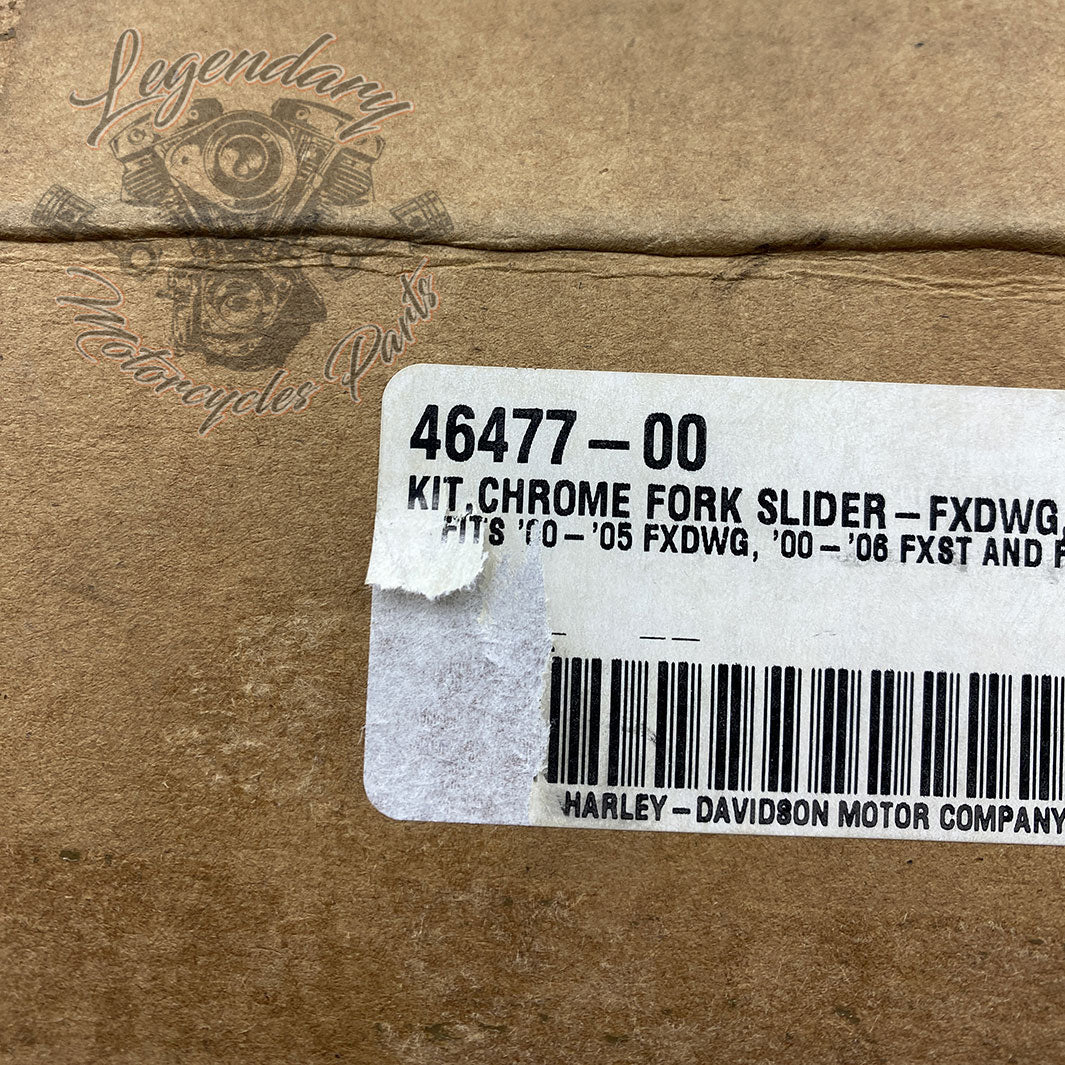 Legendary
Motorcycles Parts
46477-00
KIT, CHROME FORK SLIDER-FXDWG,
FITS '00-'05 FXDWG, '00-'06 FXST AND
HARLEY-DAVIDSON MOTOR COMPANY